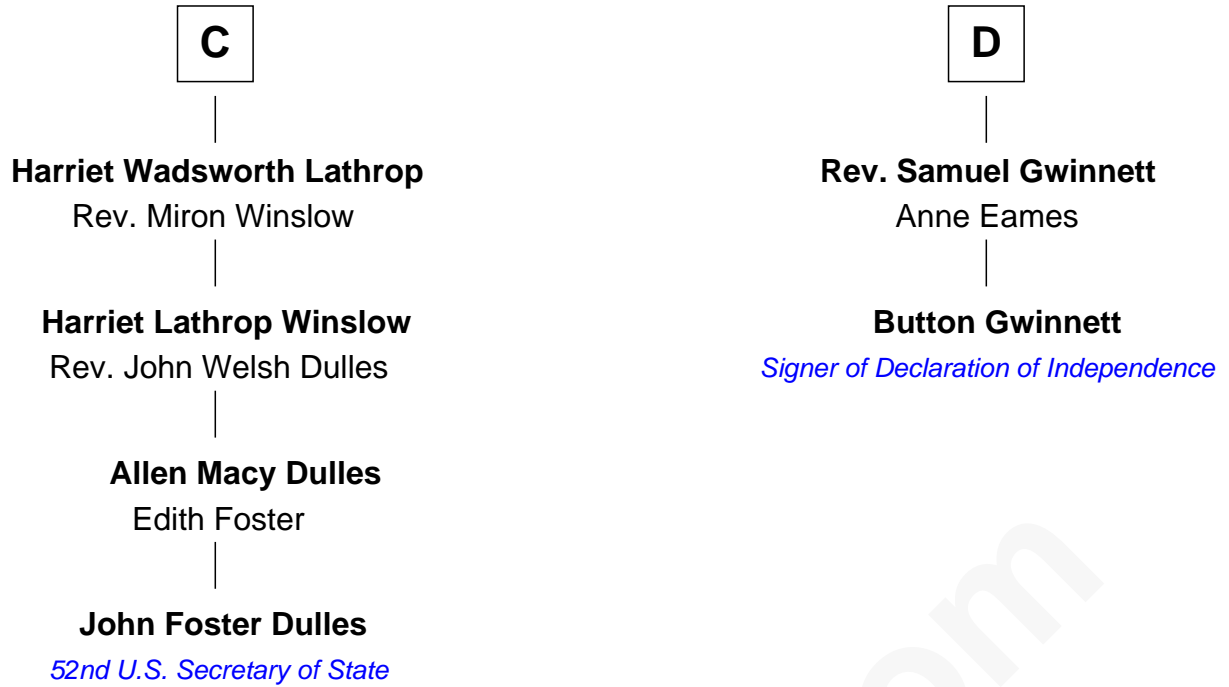 C
Harriet Wadsworth Lathrop
Rev. Miron Winslow
Harriet Lathrop Winslow
Rev. John Welsh Dulles
Allen Macy Dulles
Edith Foster
John Foster Dulles
52nd U.S. Secretary of State
D
Rev. Samuel Gwinnett
Anne Eames
Button Gwinnett
Signer of Declaration of Independence
om